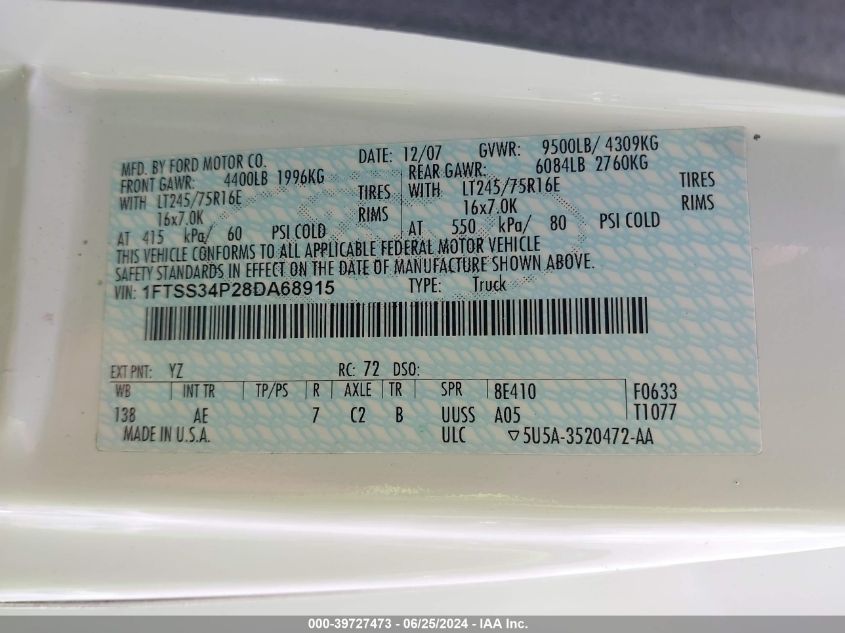 MFD. BY FORD MOTOR CO. DATE: 12/07 GVWR: 9500LB/ 4309KG
FRONT GAWR: 4400LB 1996KG REAR GAWR: 6084LB 2760KG
WITH LT245/75R16E TIRES WITH LT245/75R16E TIRES
16x7.0K RIMS 16x7.0K RIMS
AT 415 kPa/ 60 PSI COLD AT 550 kPa/ 80 PSI COLD
THIS VEHICLE CONFORMS TO ALL APPLICABLE FEDERAL MOTOR VEHICLE
SAFETY STANDARDS IN EFFECT ON THE DATE OF MANUFACTURE SHOWN ABOVE.
VIN: 1FTSS34P28DA68915 TYPE: Truck
EXT PNT: YZ RC: 72 DSO:
WB INT TR TP/PS R AXLE TR SPR 8E410 F0633
138 AE 7 C2 B UUSS A05 T1077
MADE IN U.S.A. ULC ▽5U5A-3520472-AA
000-39727473 - 06/25/2024 - IAA Inc.